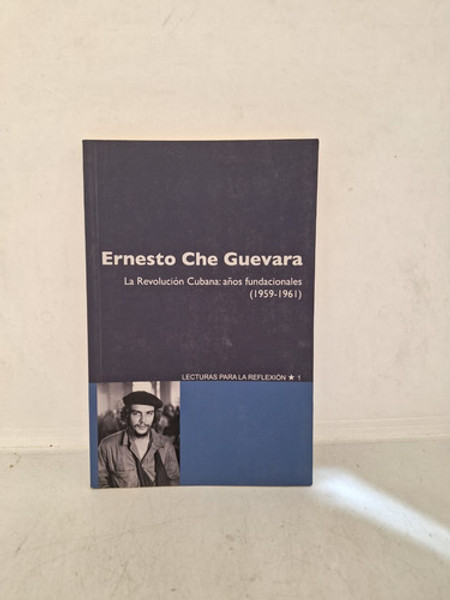 Ernesto Che Guevara
La Revolución Cubana: años fundacionales
(1959-1961)
LECTURAS PARA LA REFLEXIÓN ★ 1